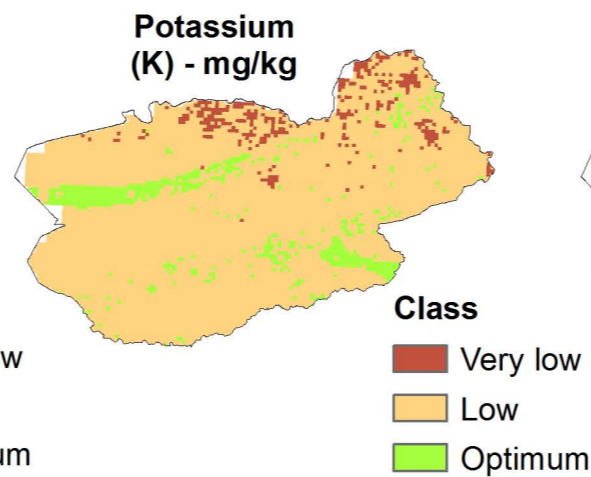 Potassium
(K) - mg/kg
Class
Very low
Low
Optimum